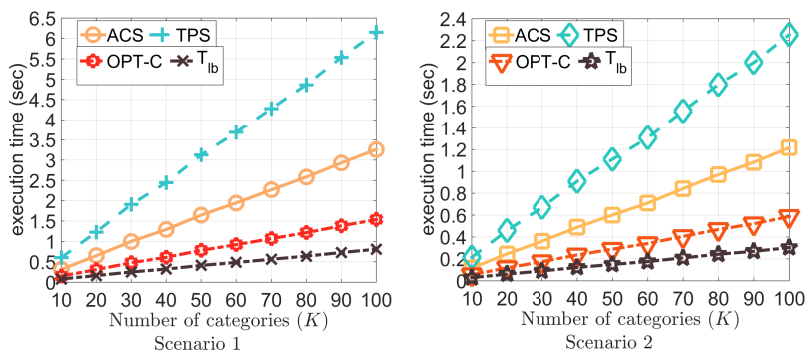 6.5
6
5.5
5
4.5
4
3.5
3
2.5
2
1.5
1
0.5
0
execution time (sec)
ACS TPS
OPT-C T_lb
10 20 30 40 50 60 70 80 90 100
Number of categories (K)
Scenario 1
2.4
2.2
2
1.8
1.6
1.4
1.2
1
0.8
0.6
0.4
0.2
0
execution time (sec)
ACS TPS
OPT-C T_lb
10 20 30 40 50 60 70 80 90 100
Number of categories (K)
Scenario 2